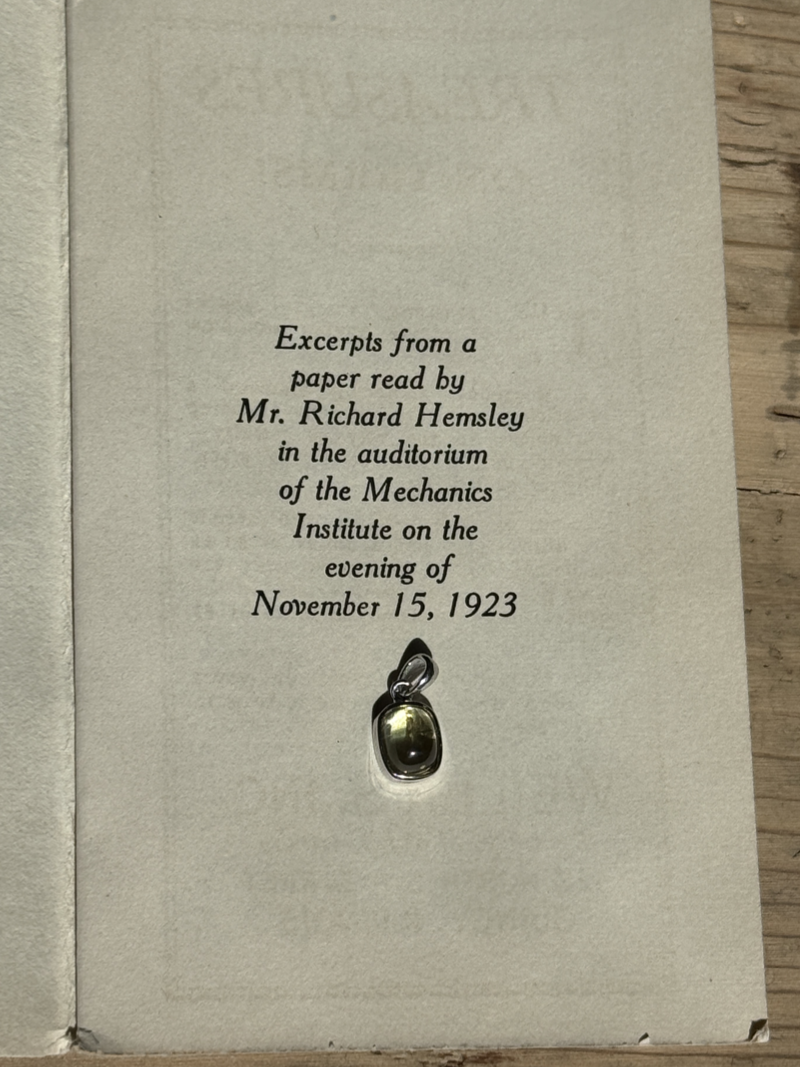 TREASURES
Excerpts from a
paper read by
Mr. Richard Hemsley
in the auditorium
of the Mechanics
Institute on the
evening of
November 15, 1923